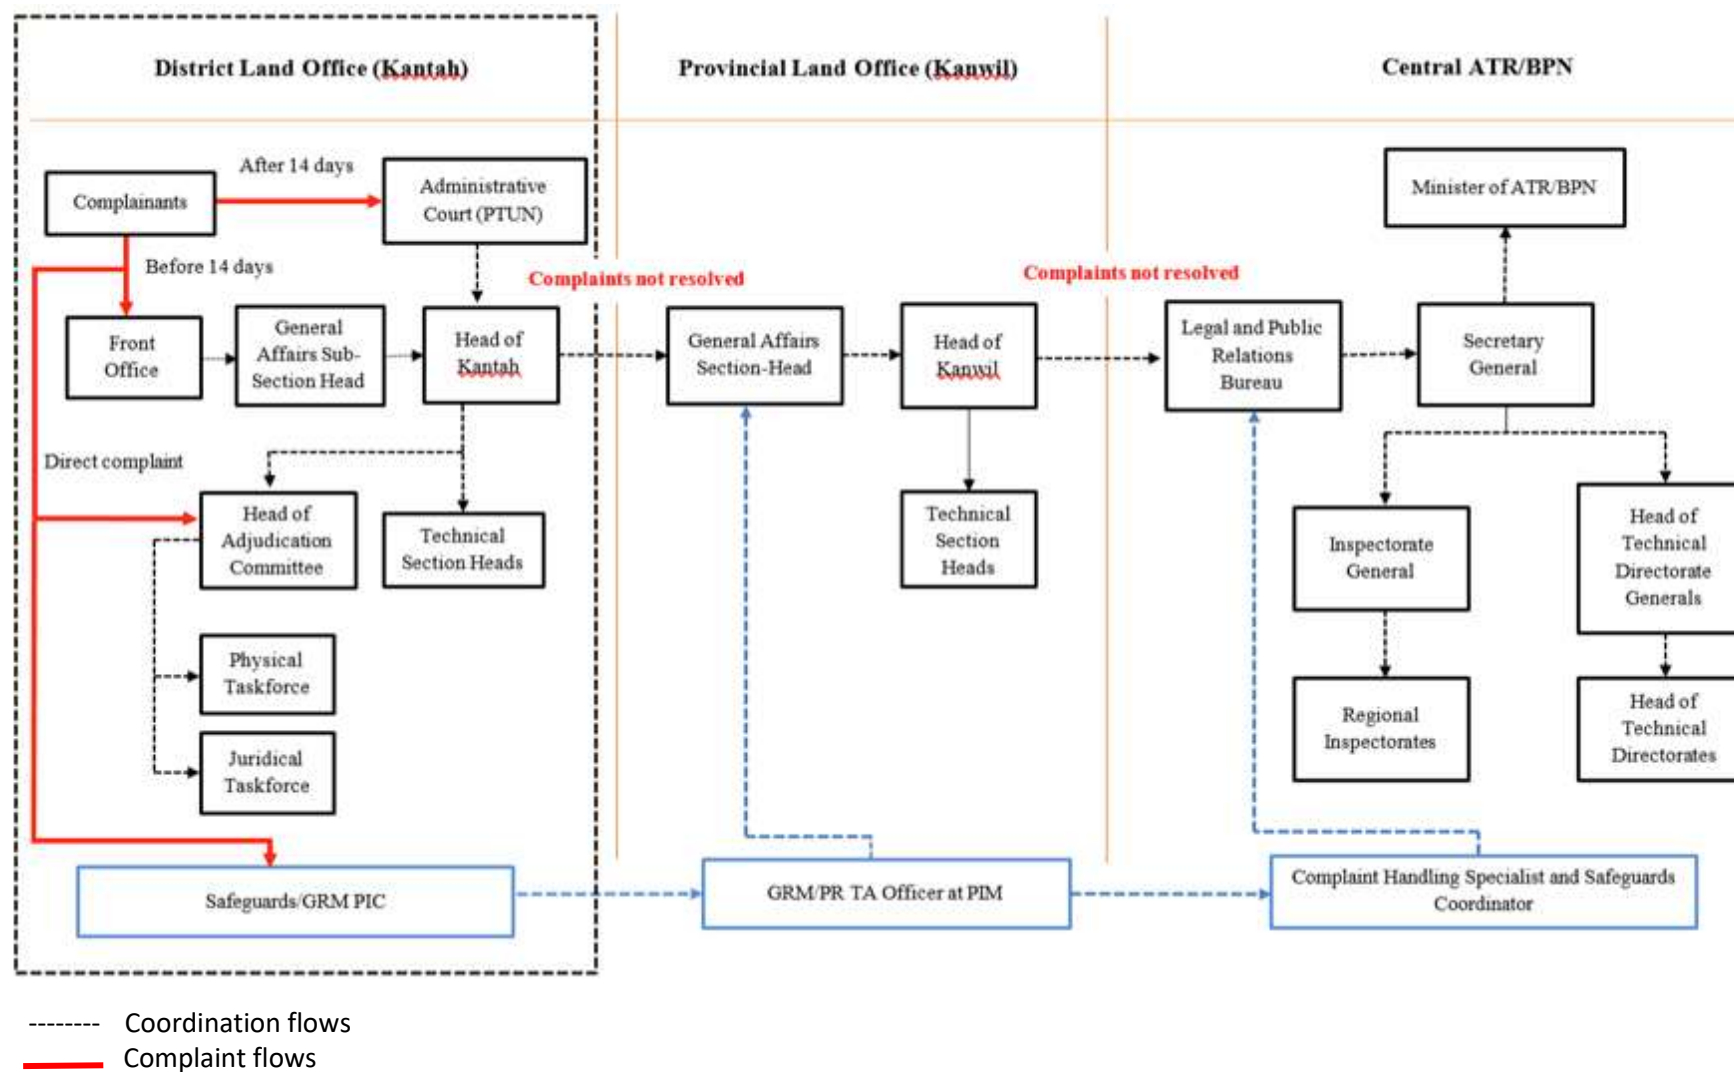 District Land Office (Kantah)
Provincial Land Office (Kanwil)
Central ATR/BPN
Complainants
After 14 days
Administrative
Court (PTUN)
Before 14 days
Front
Office
General
Affairs Sub-
Section Head
Head of
Kantah
Direct complaint
Head of
Adjudication
Committee
Technical
Section Heads
Physical
Taskforce
Juridical
Taskforce
Safeguards/GRM PIC
Complaints not resolved
General Affairs
Section-Head
Head of
Kanwil
Technical
Section
Heads
GRM/PR TA Officer at PIM
Complaints not resolved
Minister of ATR/BPN
Legal and Public
Relations
Bureau
Secretary
General
Inspectorate
General
Head of
Technical
Directorate
Generals
Regional
Inspectorates
Head of
Technical
Directorates
Complaint Handling Specialist and Safeguards
Coordinator
Coordination flows
Complaint flows